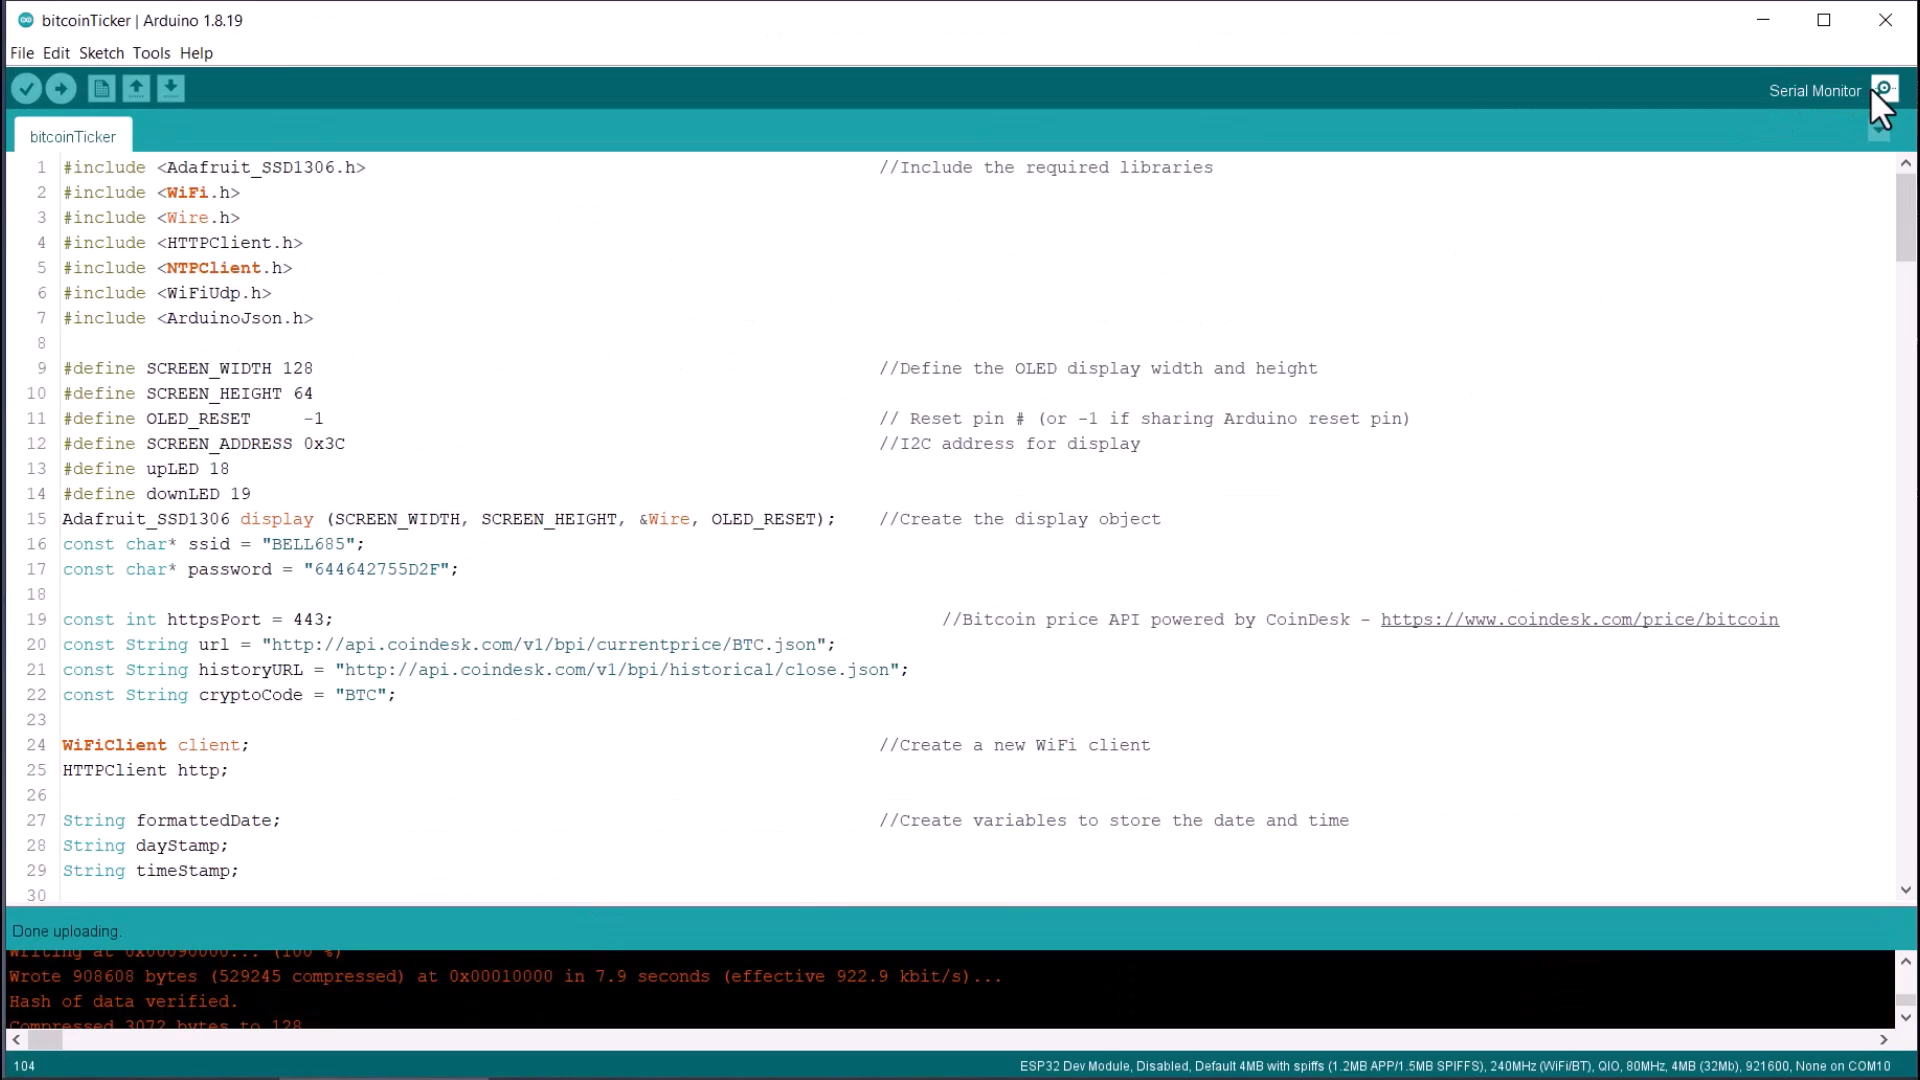 bitcoinTicker | Arduino 1.8.19
File Edit Sketch Tools Help
Serial Monitor
bitcoinTicker
1 #include <Adafruit_SSD1306.h> //Include the required libraries
2 #include <WiFi.h>
3 #include <Wire.h>
4 #include <HTTPClient.h>
5 #include <NTPClient.h>
6 #include <WiFiUdp.h>
7 #include <ArduinoJson.h>
8
9 #define SCREEN_WIDTH 128 //Define the OLED display width and height
10 #define SCREEN_HEIGHT 64
11 #define OLED_RESET -1 // Reset pin # (or -1 if sharing Arduino reset pin)
12 #define SCREEN_ADDRESS 0x3C //I2C address for display
13 #define upLED 18
14 #define downLED 19
15 Adafruit_SSD1306 display (SCREEN_WIDTH, SCREEN_HEIGHT, &Wire, OLED_RESET); //Create the display object
16 const char* ssid = "BELL685";
17 const char* password = "644642755D2F";
18
19 const int httpsPort = 443; //Bitcoin price API powered by CoinDesk - https://www.coindesk.com/price/bitcoin
20 const String url = "http://api.coindesk.com/v1/bpi/currentprice/BTC.json";
21 const String historyURL = "http://api.coindesk.com/v1/bpi/historical/close.json";
22 const String cryptoCode = "BTC";
23
24 WiFiClient client; //Create a new WiFi client
25 HTTPClient http;
26
27 String formattedDate; //Create variables to store the date and time
28 String dayStamp;
29 String timeStamp;
30
Done uploading.
Writing at 0x00090000... (100 %)
Wrote 908608 bytes (529245 compressed) at 0x00010000 in 7.9 seconds (effective 922.9 kbit/s)...
Hash of data verified.
Compressed 3072 bytes to 128
104 ESP32 Dev Module, Disabled, Default 4MB with spiffs (1.2MB APP/1.5MB SPIFFS), 240MHz (WiFi/BT), QIO, 80MHz, 4MB (32Mb), 921600, None on COM10